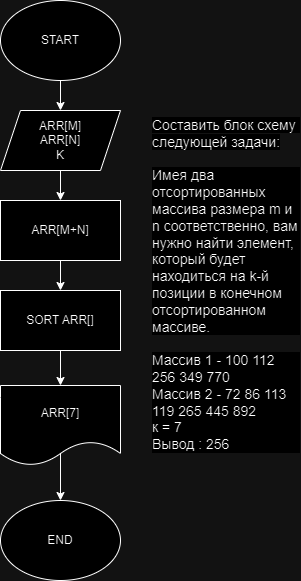 START
ARR[M]
ARR[N]
K
ARR[M+N]
SORT ARR[]
ARR[7]
END
Составить блок схему
следующей задачи:
Имея два
отсортированных
массива размера m и
n соответственно, вам
нужно найти элемент,
который будет
находиться на k-й
позиции в конечном
отсортированном
массиве.
Массив 1 - 100 112
256 349 770
Массив 2 - 72 86 113
119 265 445 892
к = 7
Вывод : 256